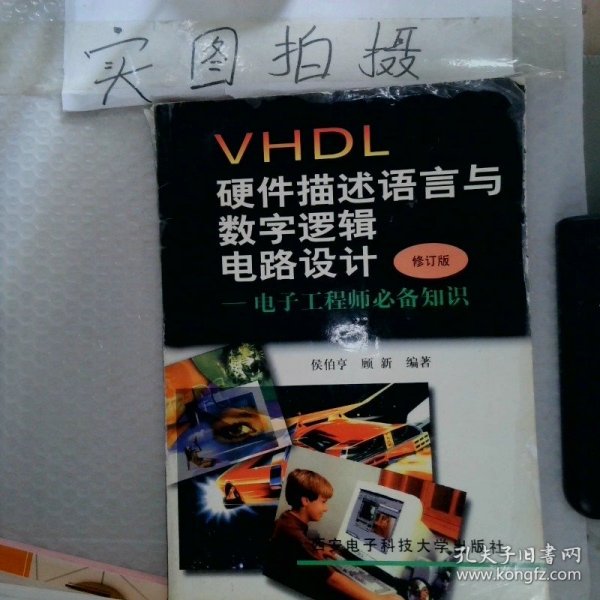 实图拍摄
VHDL
硬件描述语言与
数字逻辑
电路设计
修订版
—电子工程师必备知识
侯伯亨 顾新 编著
西安电子科技大学出版社
孔夫子旧书网
www.kongfz.com